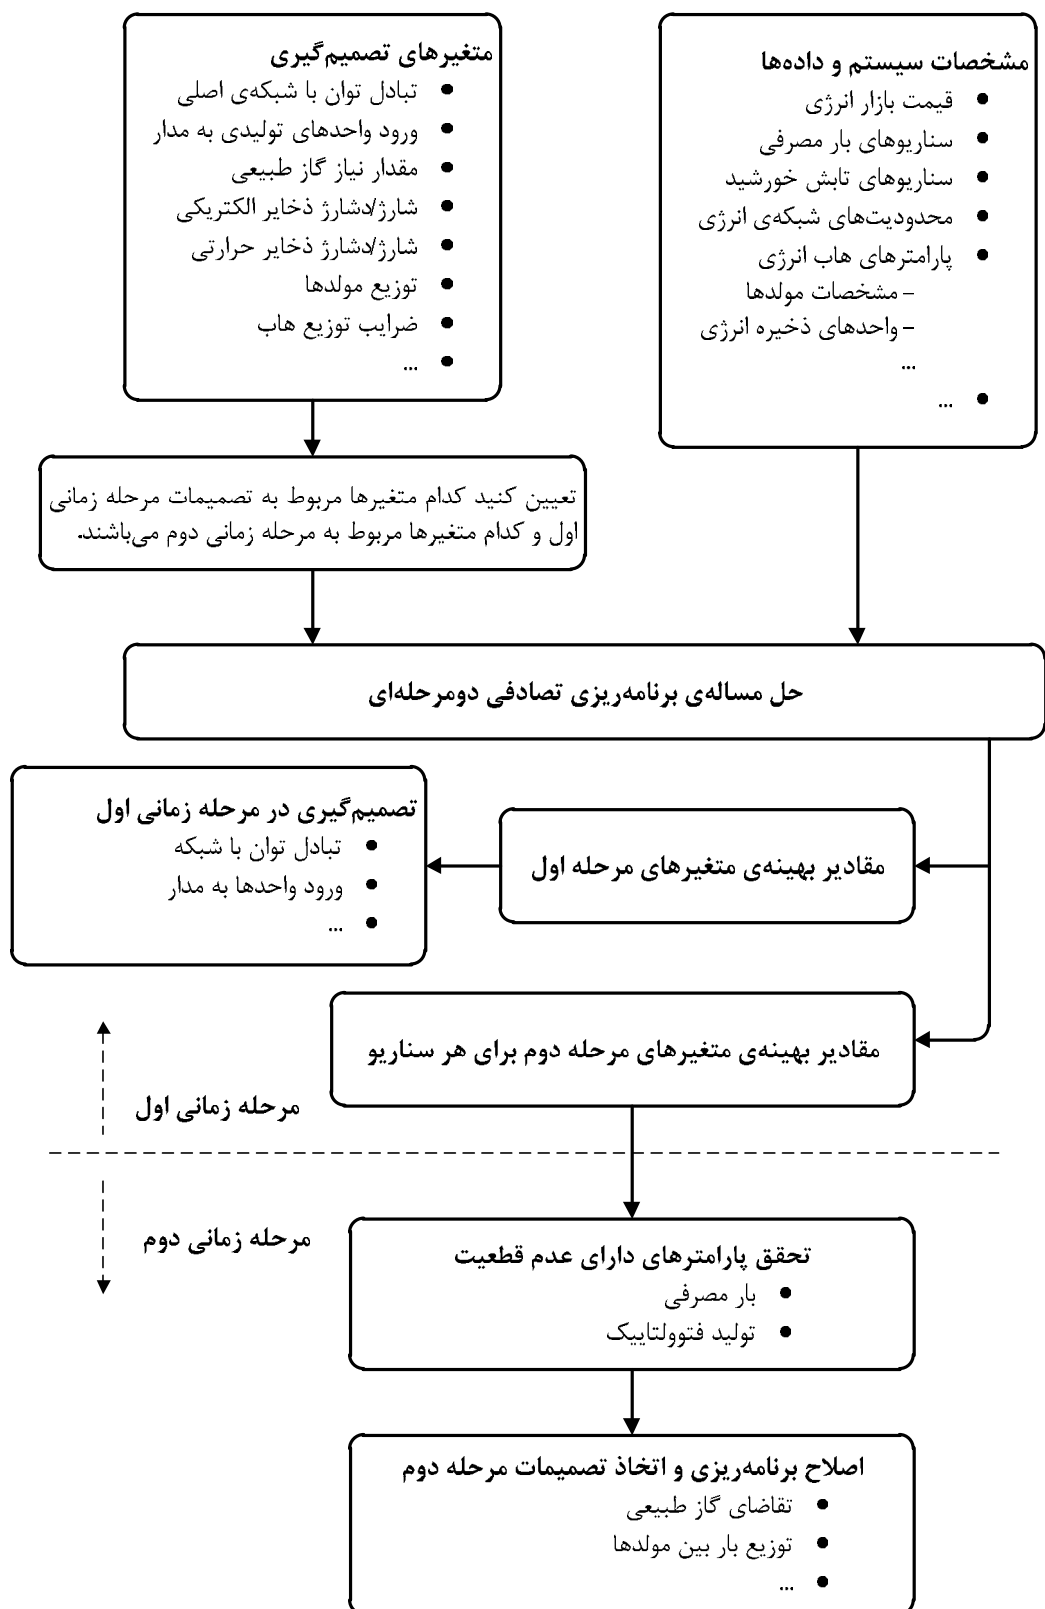 مشخصات سیستم و داده‌ها
● قیمت بازار انرژی
● سناریوهای بار مصرفی
● سناریوهای تابش خورشید
● محدودیت‌های شبکه‌ی انرژی
● پارامترهای هاب انرژی
– مشخصات مولدها
– واحدهای ذخیره انرژی
...
● ...
متغیرهای تصمیم‌گیری
● تبادل توان با شبکه‌ی اصلی
● ورود واحدهای تولیدی به مدار
● مقدار نیاز گاز طبیعی
● شارژ/دشارژ ذخایر الکتریکی
● شارژ/دشارژ ذخایر حرارتی
● توزیع مولدها
● ضرایب توزیع هاب
● ...
تعیین کنید کدام متغیرها مربوط به تصمیمات مرحله زمانی
اول و کدام متغیرها مربوط به مرحله زمانی دوم می‌باشند.
حل مساله‌ی برنامه‌ریزی تصادفی دومرحله‌ای
مقادیر بهینه‌ی متغیرهای مرحله اول
تصمیم‌گیری در مرحله زمانی اول
● تبادل توان با شبکه
● ورود واحدها به مدار
● ...
مقادیر بهینه‌ی متغیرهای مرحله دوم برای هر سناریو
مرحله زمانی اول
مرحله زمانی دوم
تحقق پارامترهای دارای عدم قطعیت
● بار مصرفی
● تولید فتوولتاییک
اصلاح برنامه‌ریزی و اتخاذ تصمیمات مرحله دوم
● تقاضای گاز طبیعی
● توزیع بار بین مولدها
● ...